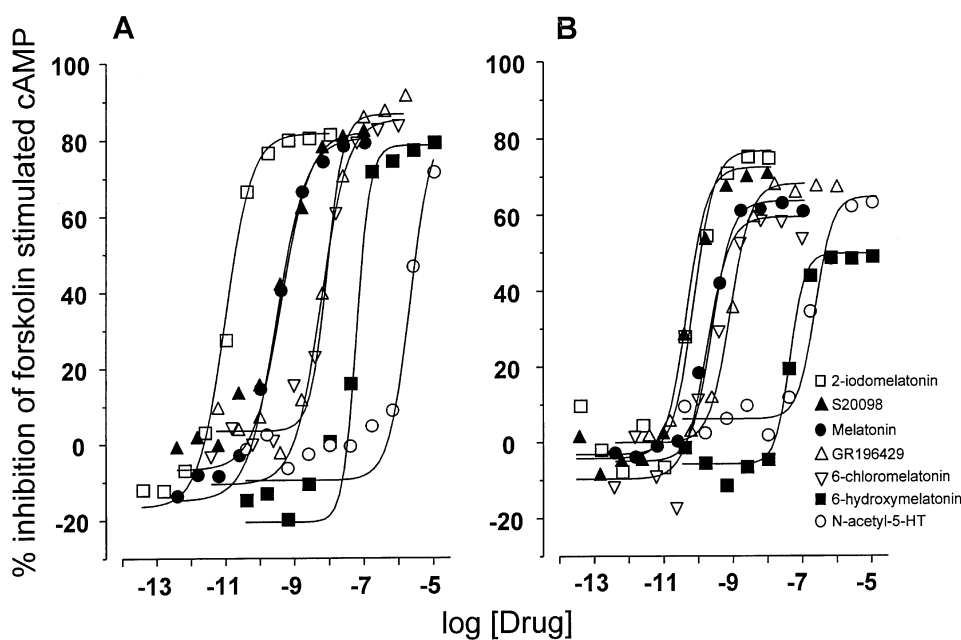 A
B
% inhibition of forskolin stimulated cAMP
100
80
60
40
20
0
-20
-13
-11
-9
-7
-5
100
80
60
40
20
0
-20
-13
-11
-9
-7
-5
2-iodomelatonin
S20098
Melatonin
GR196429
6-chloromelatonin
6-hydroxymelatonin
N-acetyl-5-HT
log [Drug]